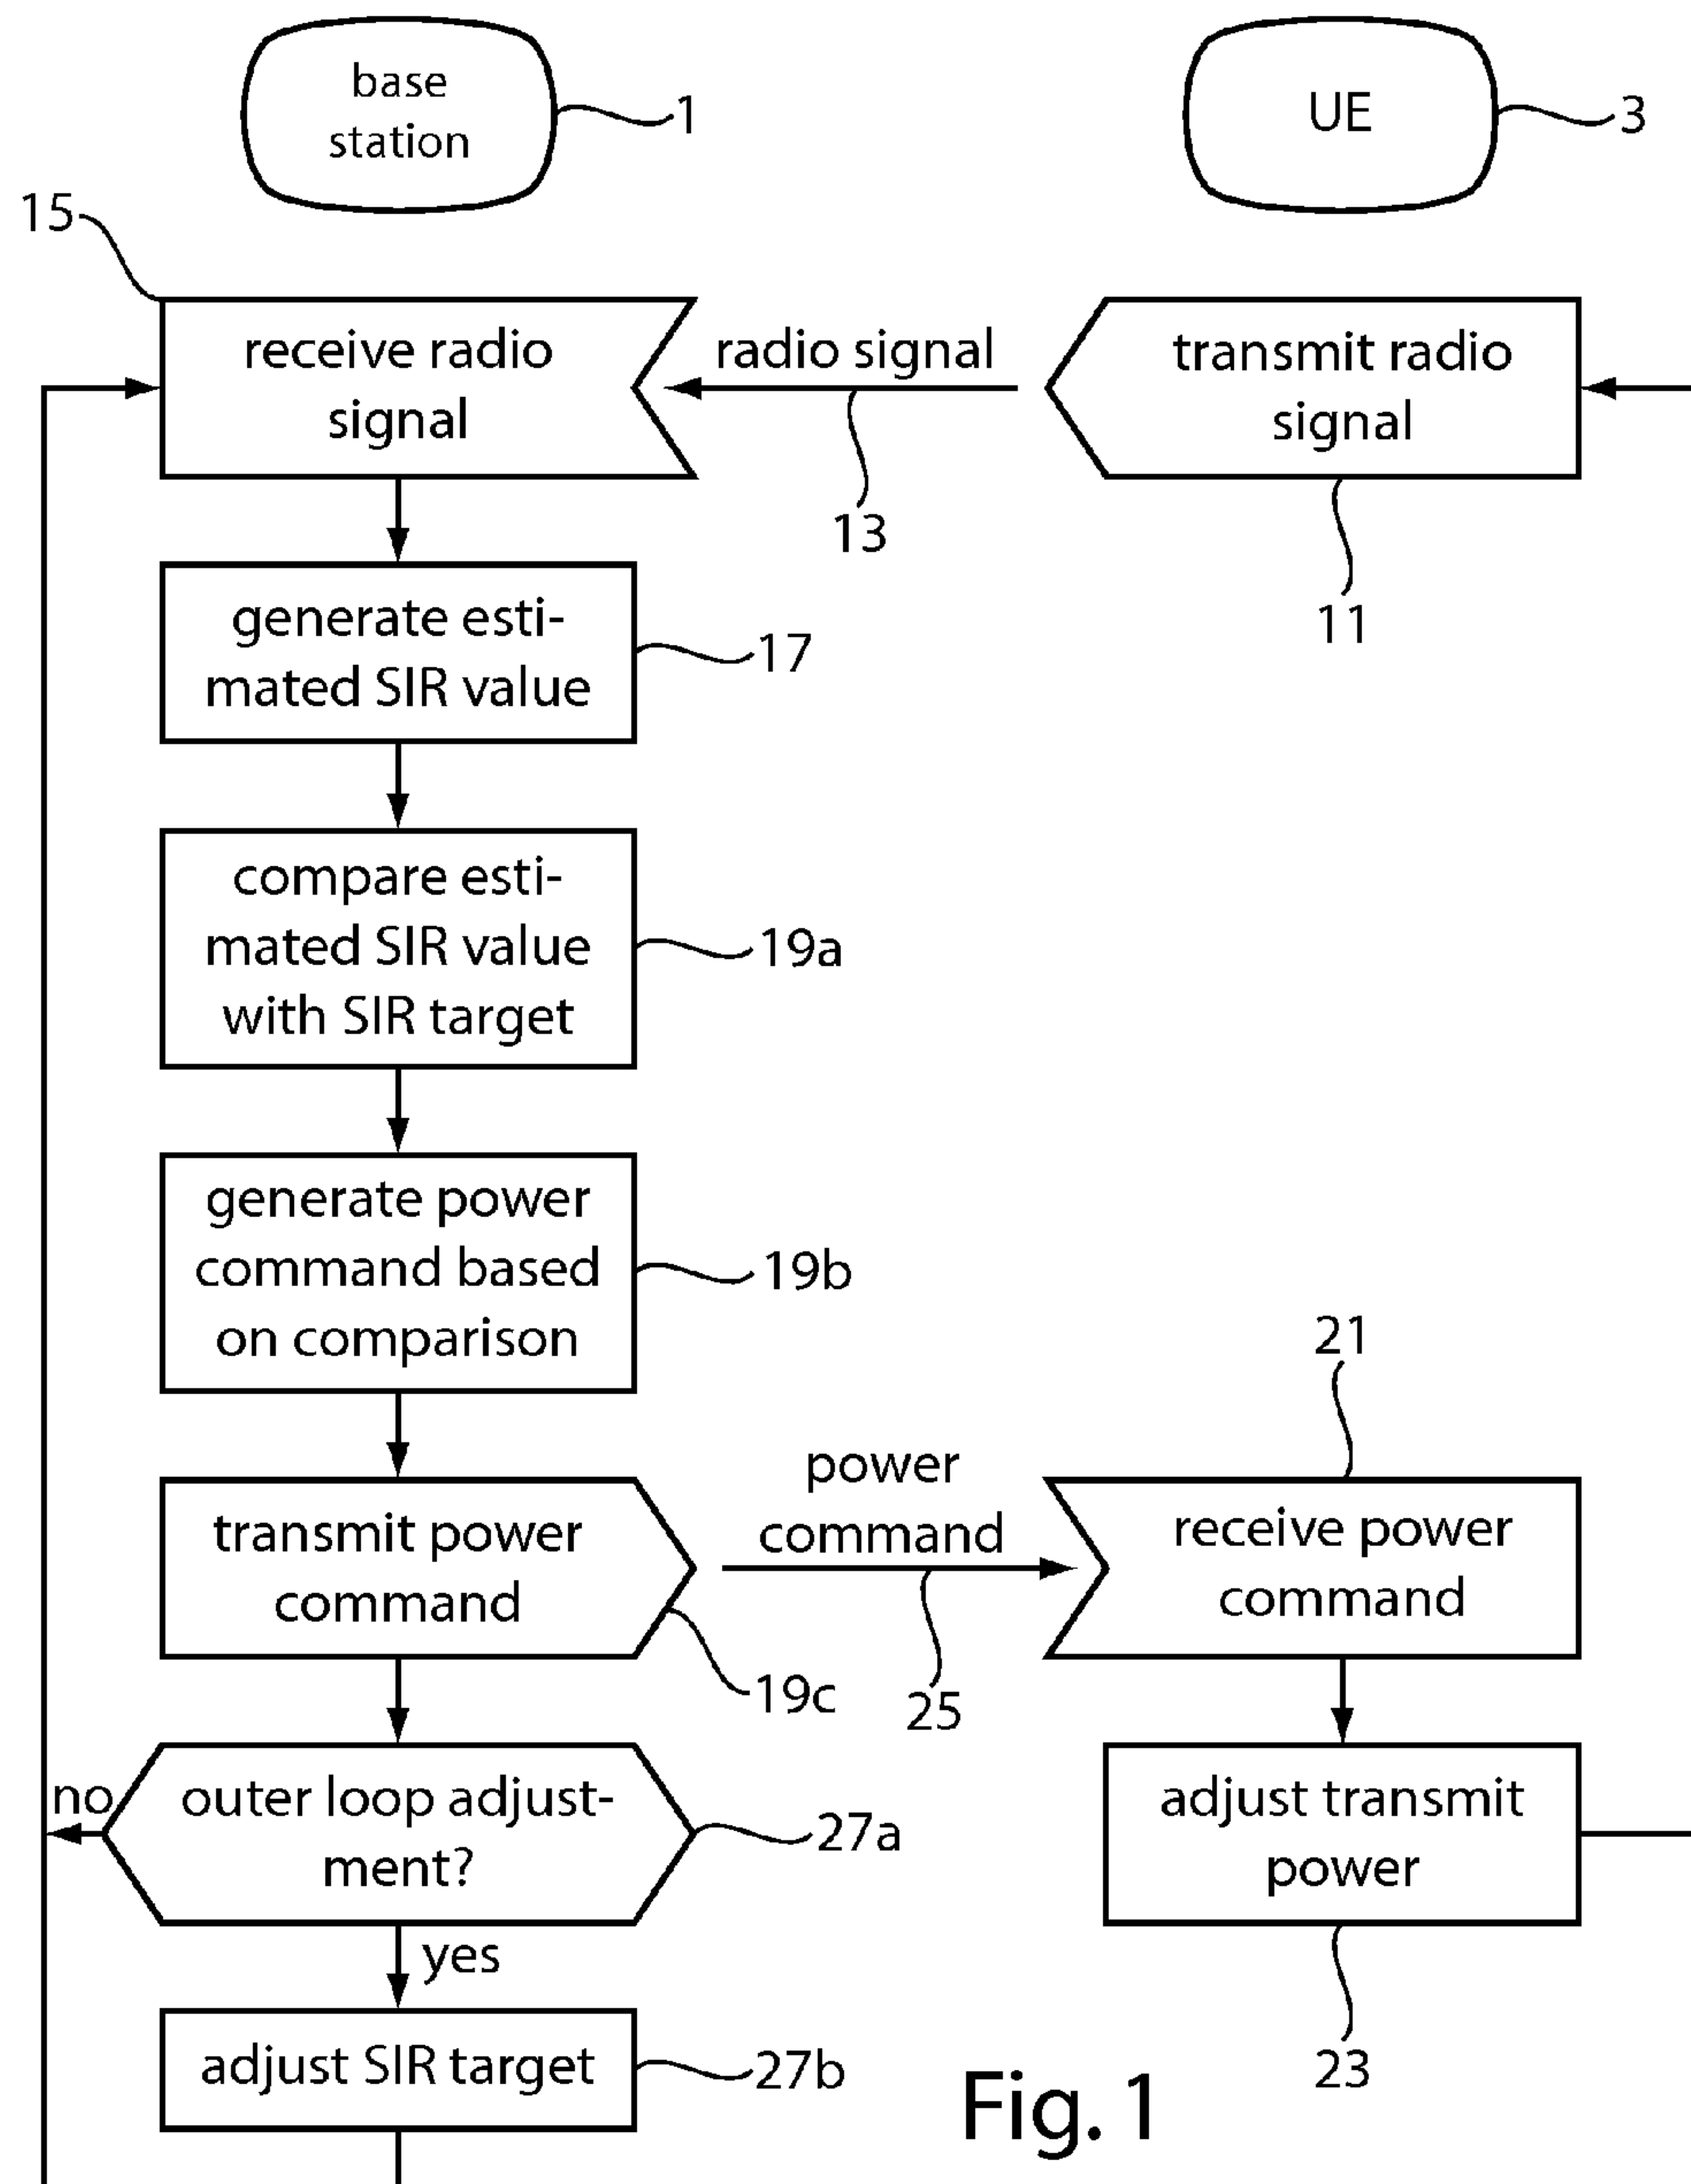 base
station
1
UE
3
15
receive radio
signal
radio signal
13
transmit radio
signal
11
generate esti-
mated SIR value
17
compare esti-
mated SIR value
with SIR target
19a
generate power
command based
on comparison
19b
21
transmit power
command
19c
power
command
25
receive power
command
no
outer loop adjust-
ment?
27a
adjust transmit
power
23
yes
adjust SIR target
27b
Fig. 1